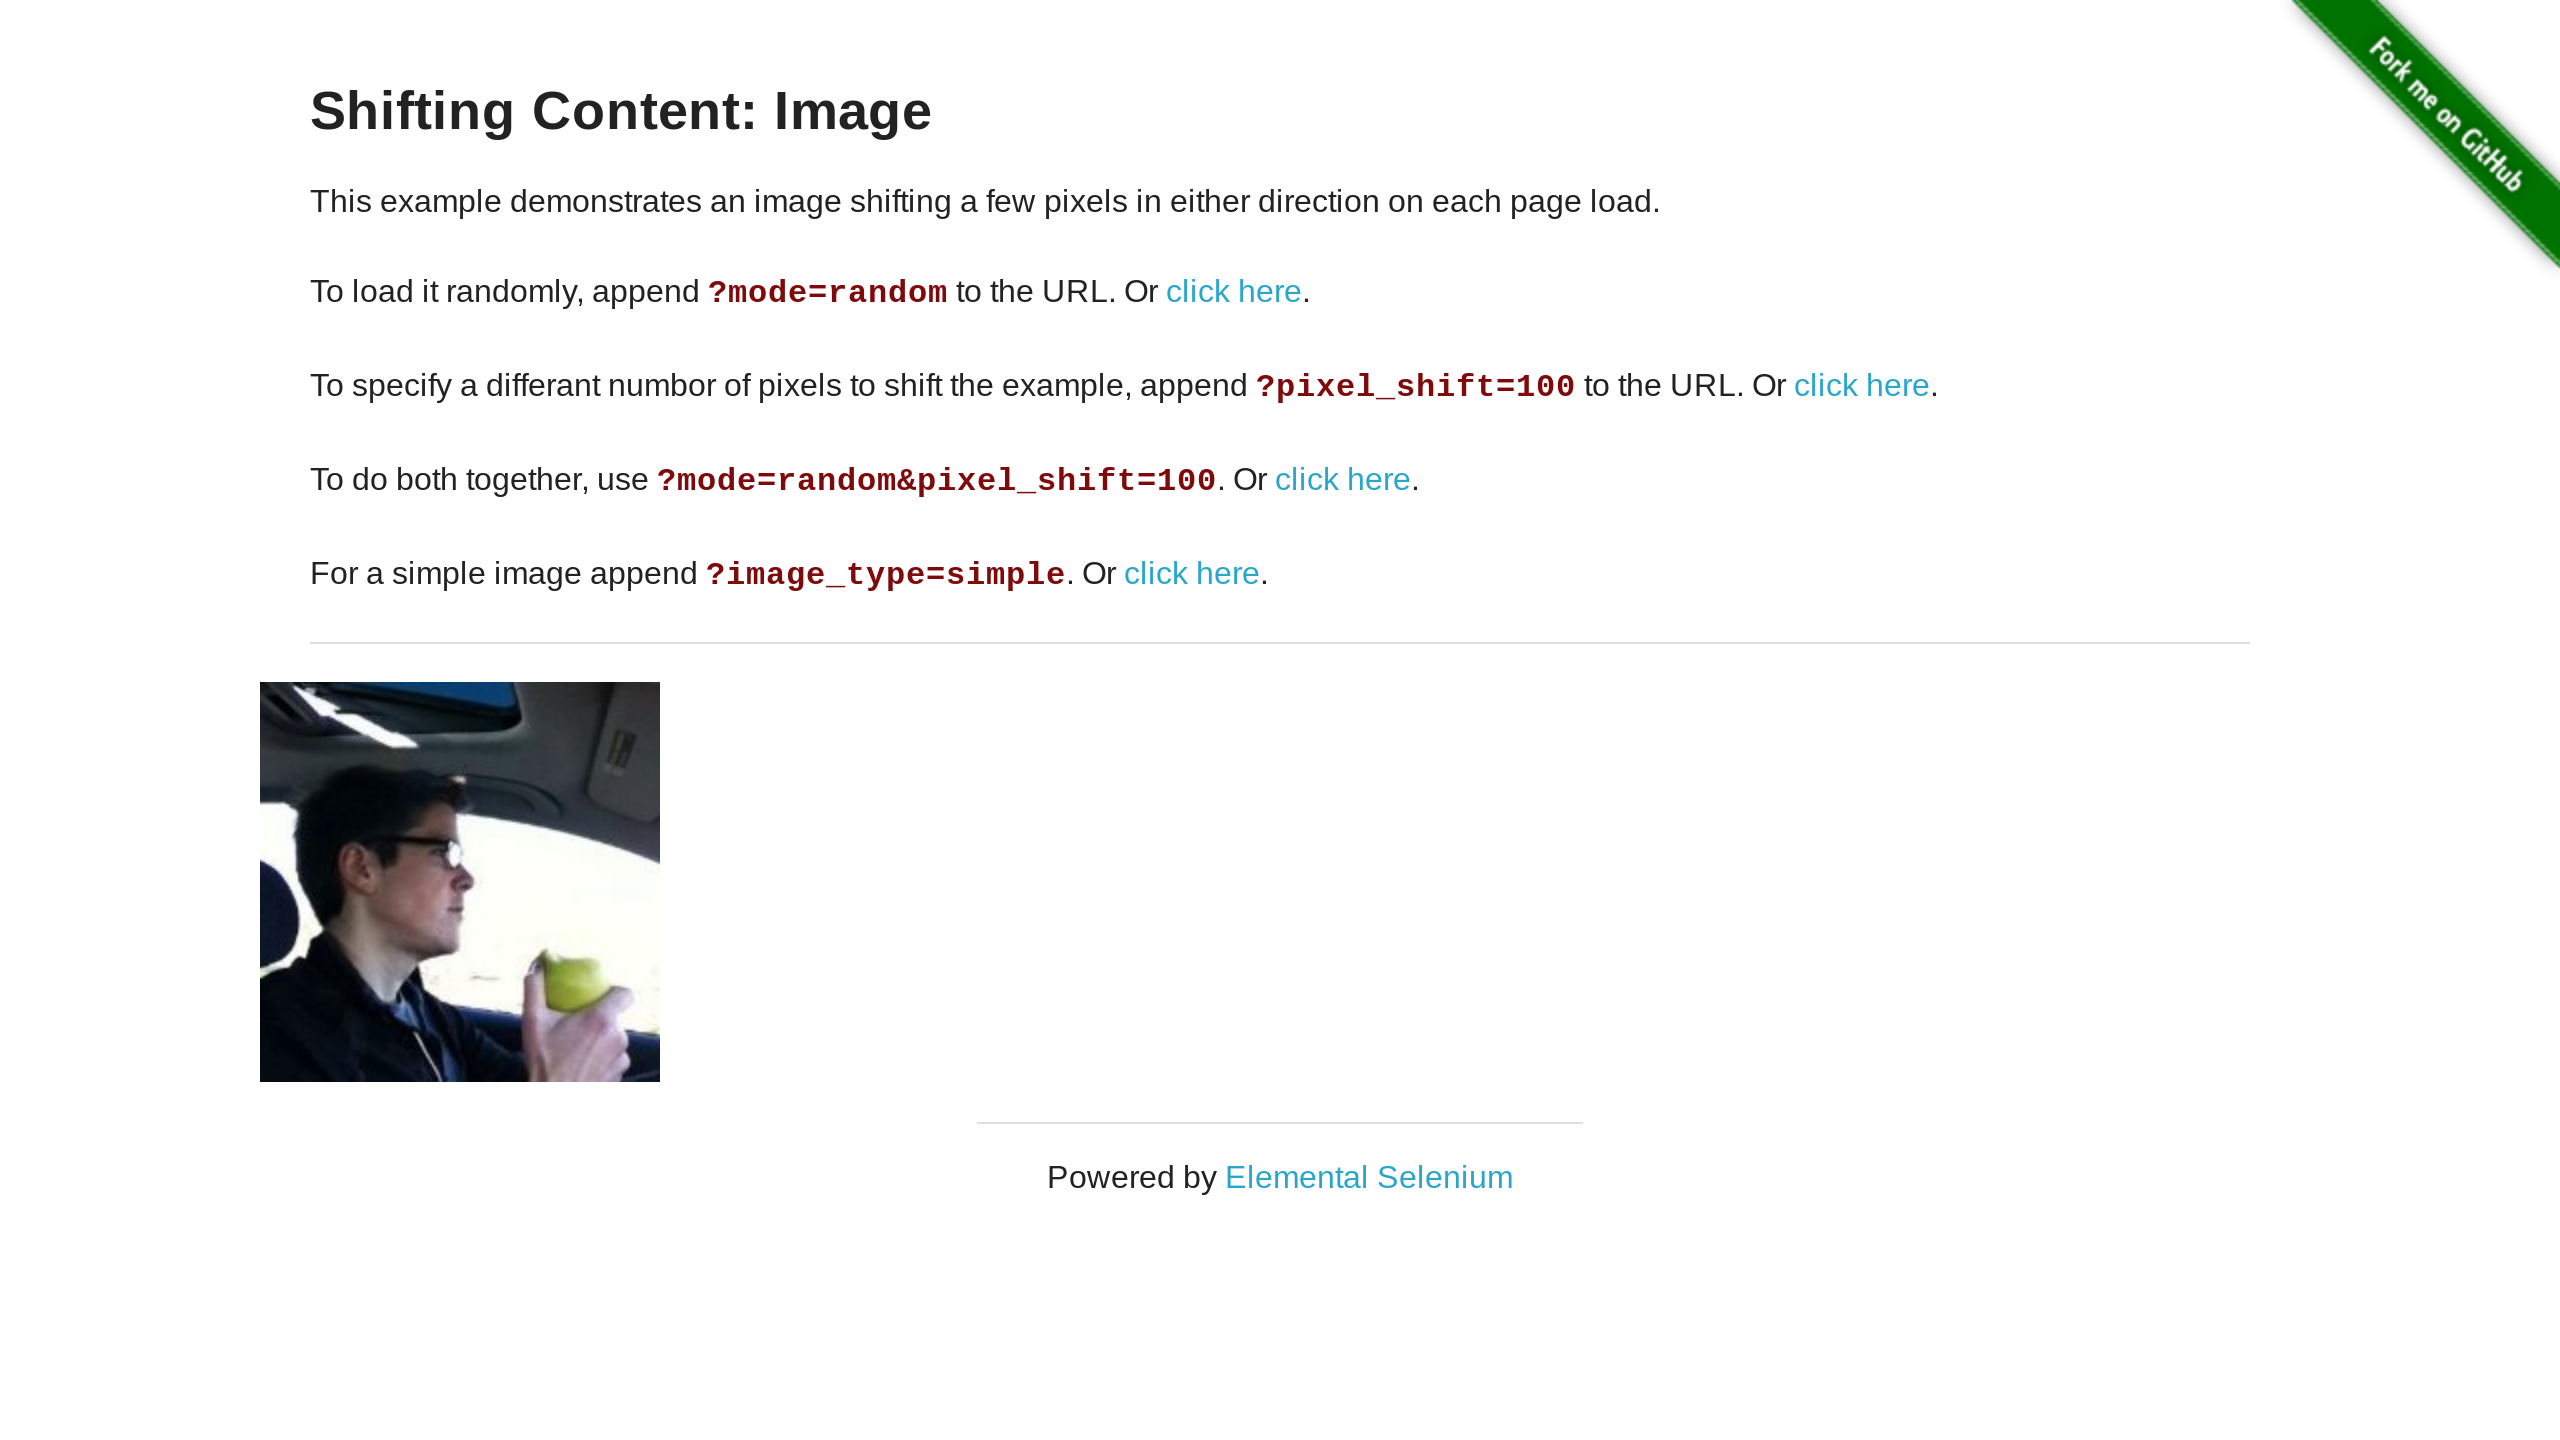 Fork me on GitHub
Shifting Content: Image
This example demonstrates an image shifting a few pixels in either direction on each page load.
To load it randomly, append ?mode=random to the URL. Or click here.
To specify a differant numbor of pixels to shift the example, append ?pixel_shift=100 to the URL. Or click here.
To do both together, use ?mode=random&pixel_shift=100. Or click here.
For a simple image append ?image_type=simple. Or click here.
Powered by Elemental Selenium